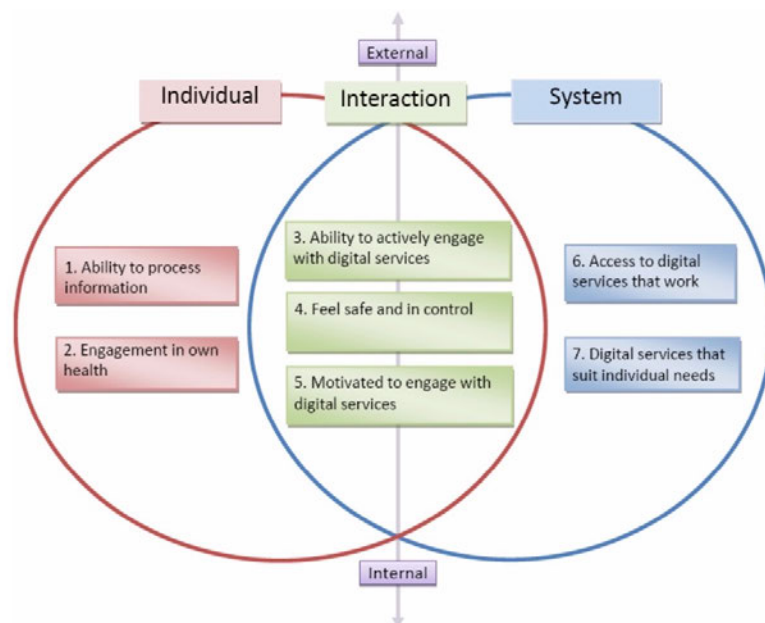 External
Individual
Interaction
System
1. Ability to process
information
2. Engagement in own
health
3. Ability to actively engage
with digital services
4. Feel safe and in control
5. Motivated to engage with
digital services
6. Access to digital
services that work
7. Digital services that
suit individual needs
Internal